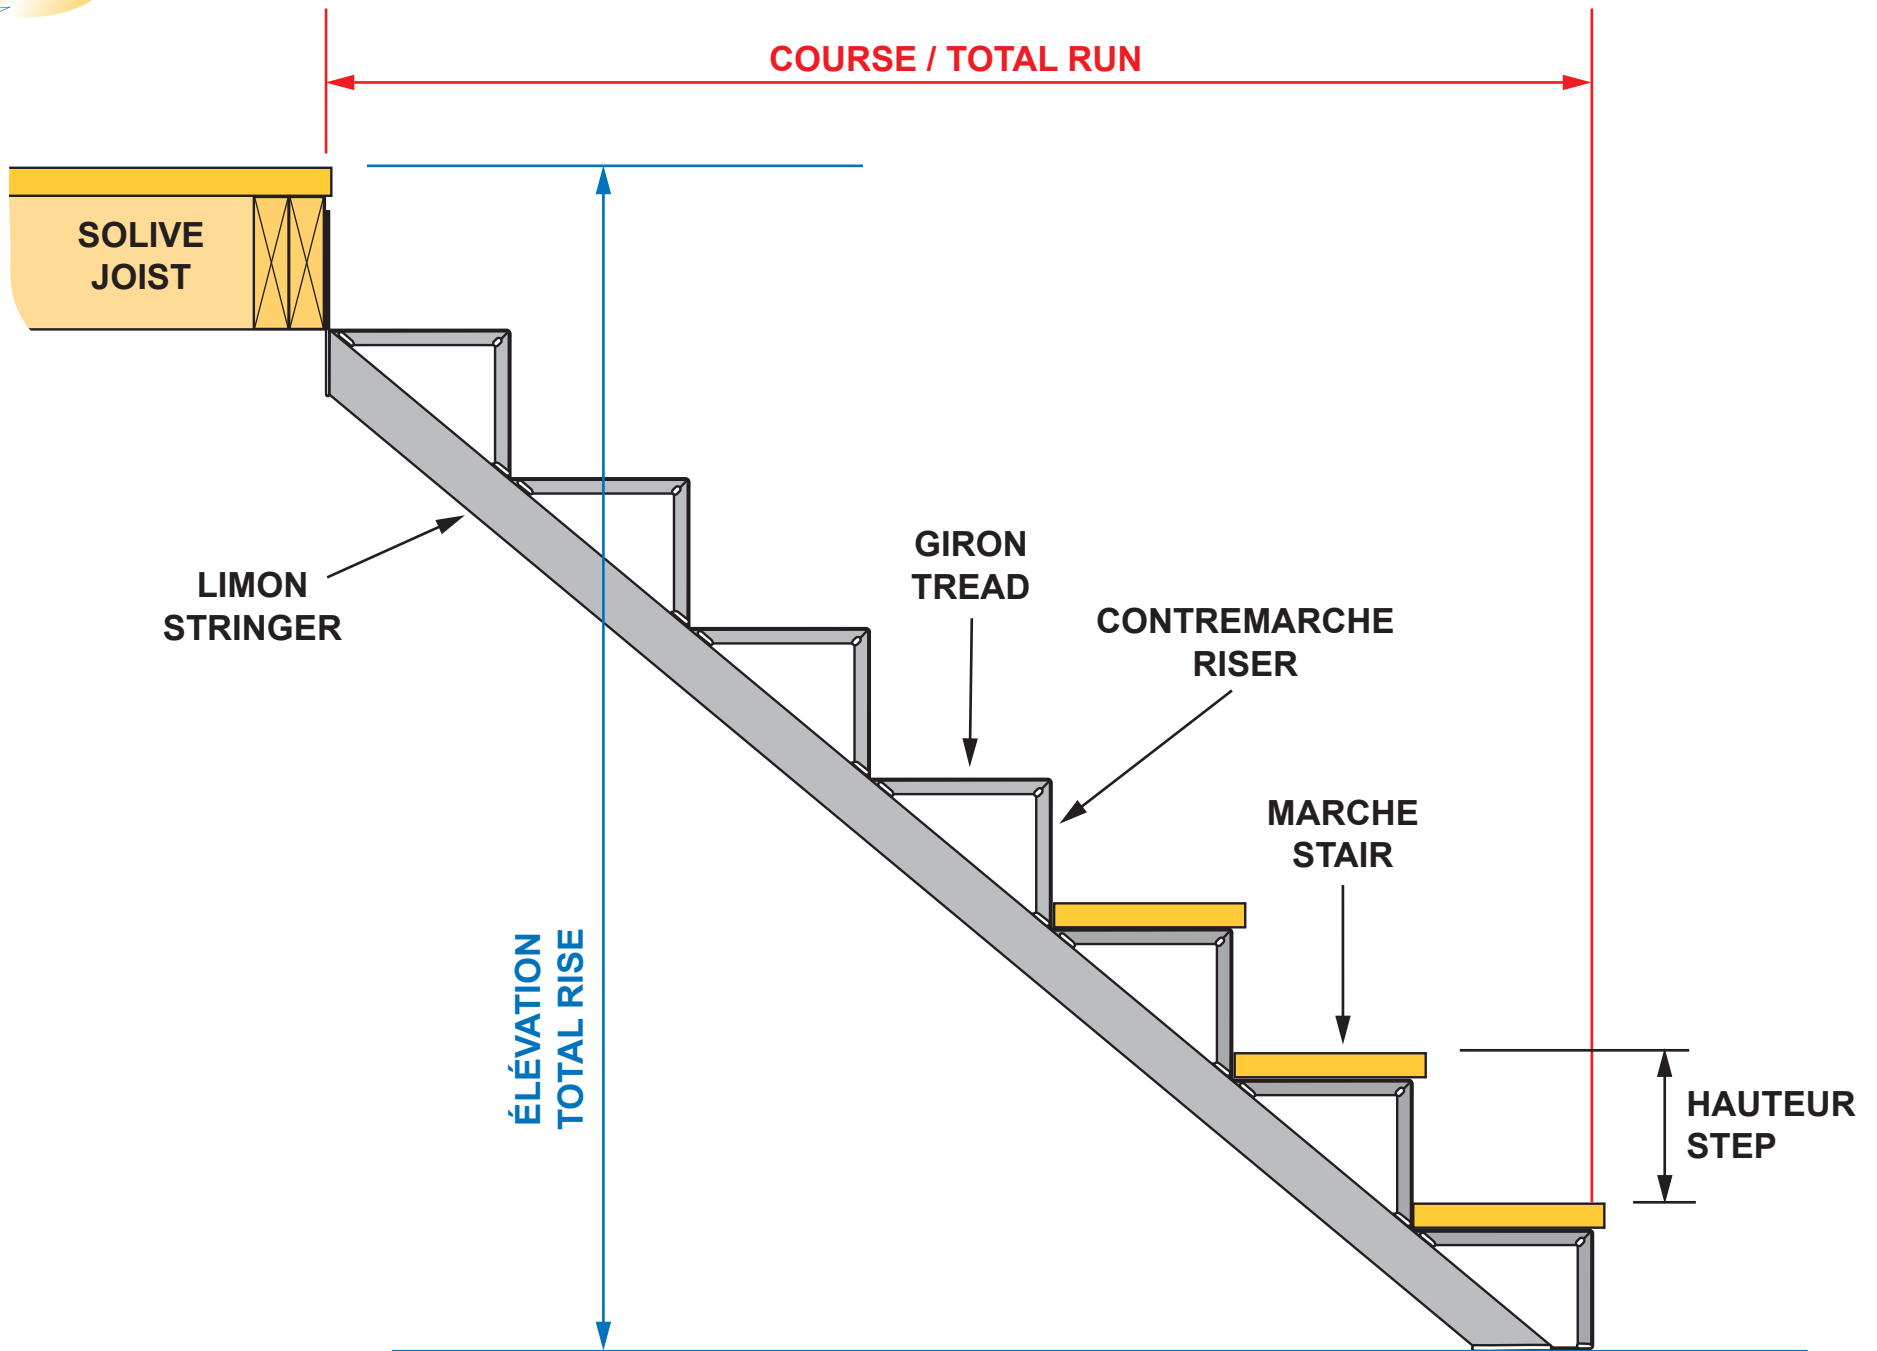 COURSE / TOTAL RUN
SOLIVE
JOIST
LIMON
STRINGER
GIRON
TREAD
CONTREMARCHE
RISER
MARCHE
STAIR
ÉLÉVATION
TOTAL RISE
HAUTEUR
STEP